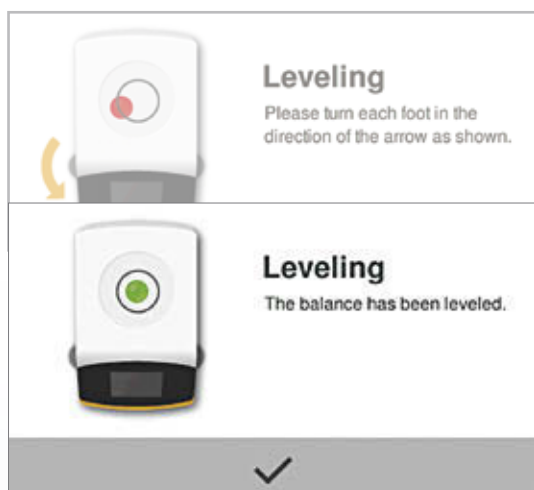 Leveling
Please turn each foot in the
direction of the arrow as shown.
Leveling
The balance has been leveled.